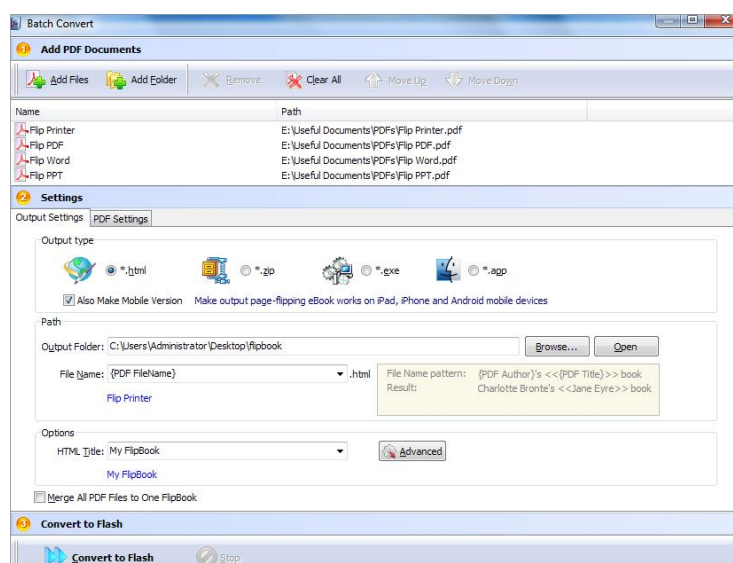 Batch Convert
1 Add PDF Documents
Add Files Add Folder Remove Clear All Move Up Move Down
Name Path
Flip Printer E:\Useful Documents\PDFs\Flip Printer.pdf
Flip PDF E:\Useful Documents\PDFs\Flip PDF.pdf
Flip Word E:\Useful Documents\PDFs\Flip Word.pdf
Flip PPT E:\Useful Documents\PDFs\Flip PPT.pdf
2 Settings
Output Settings PDF Settings
Output type
*.html *.zip *.exe *.app
Also Make Mobile Version Make output page-flipping eBook works on iPad, iPhone and Android mobile devices
Path
Output Folder: C:\Users\Administrator\Desktop\flipbook Browse... Open
File Name: {PDF FileName} .html File Name pattern: {PDF Author}'s <<{PDF Title}>> book
Flip Printer Result: Charlotte Bronte's <<Jane Eyre>> book
Options
HTML Title: My FlipBook Advanced
My FlipBook
Merge All PDF Files to One FlipBook
3 Convert to Flash
Convert to Flash Stop